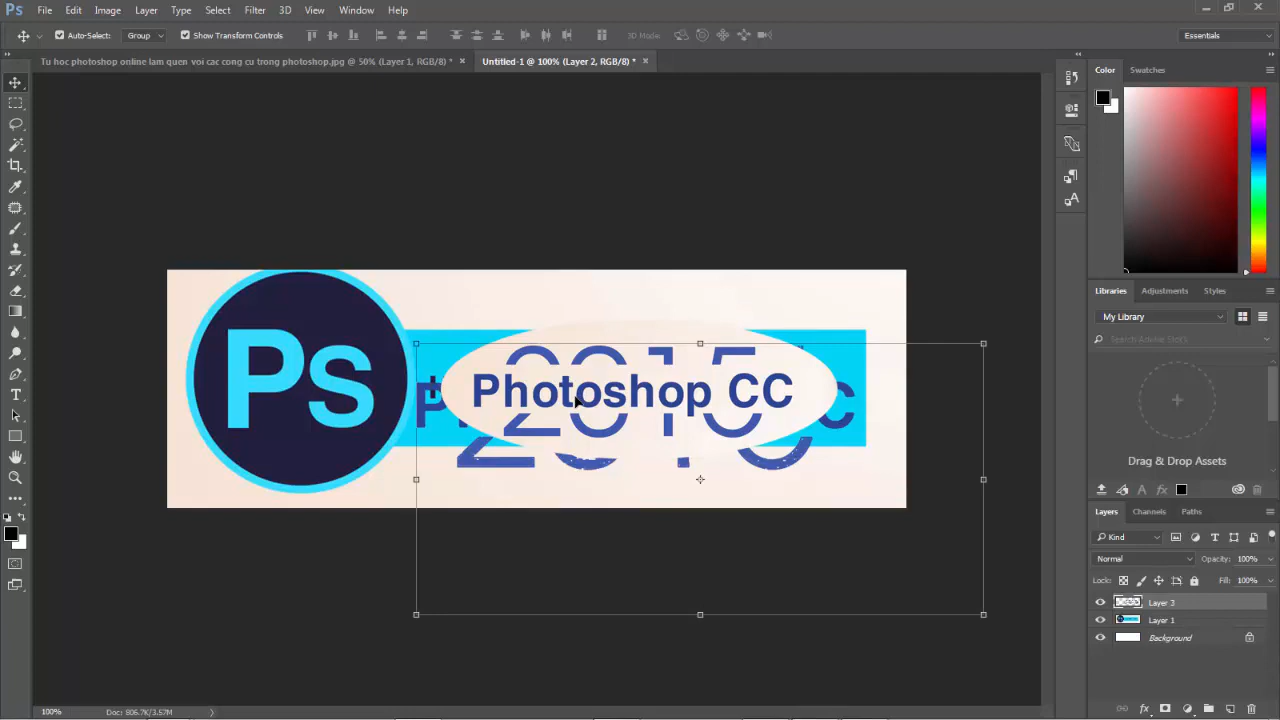 Ps File Edit Image Layer Type Select Filter 3D View Window Help
Auto-Select: Group Show Transform Controls 3D Mode: Essentials
Tu hoc photoshop online lam quen voi cac cong cu trong photoshop.jpg @ 50% (Layer 1, RGB/8) * × Untitled-1 @ 100% (Layer 2, RGB/8) * ×
Color Swatches
Libraries Adjustments Styles
My Library
Search Adobe Stock
Ps
Photoshop CC
Drag & Drop Assets
Layers Channels Paths
Kind
Normal Opacity: 100%
Lock: Fill: 100%
Layer 3
Layer 1
Background
100% Doc: 806.7K/3.57M